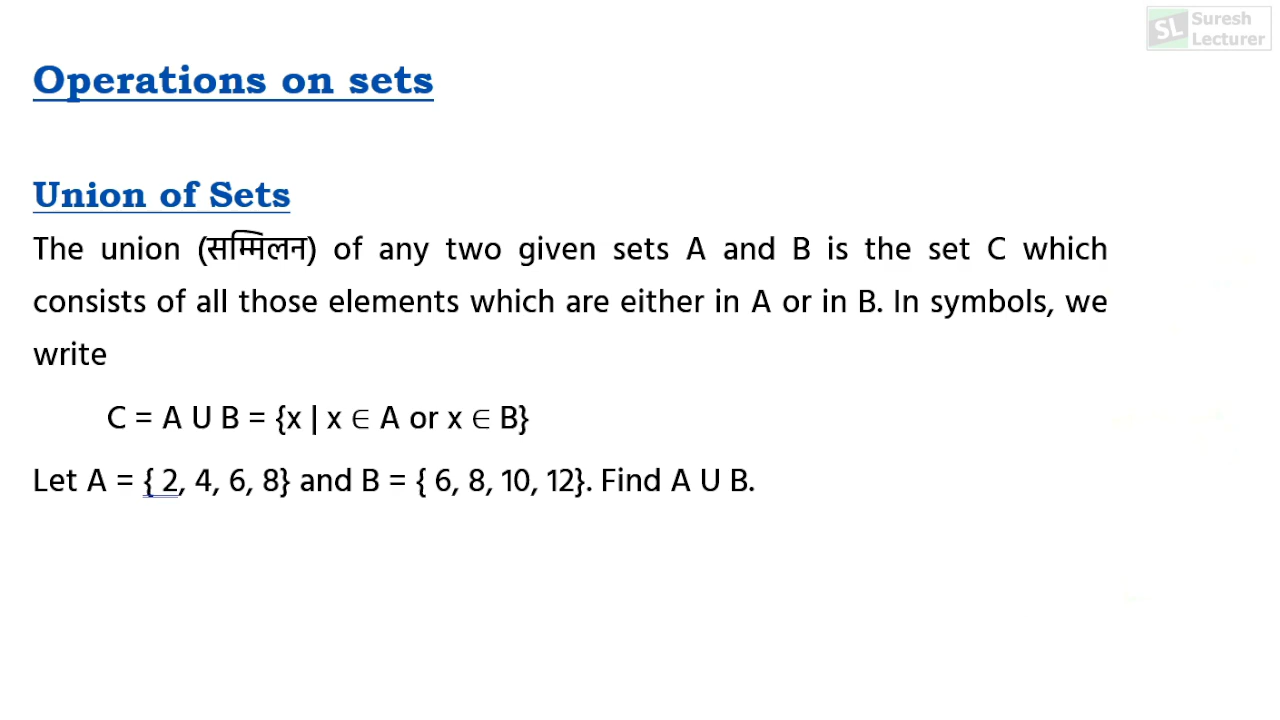 SL Suresh
Lecturer
Operations on sets
Union of Sets
The union (सम्मिलन) of any two given sets A and B is the set C which
consists of all those elements which are either in A or in B. In symbols, we
write
C = A U B = {x | x ∈ A or x ∈ B}
Let A = { 2, 4, 6, 8} and B = { 6, 8, 10, 12}. Find A U B.